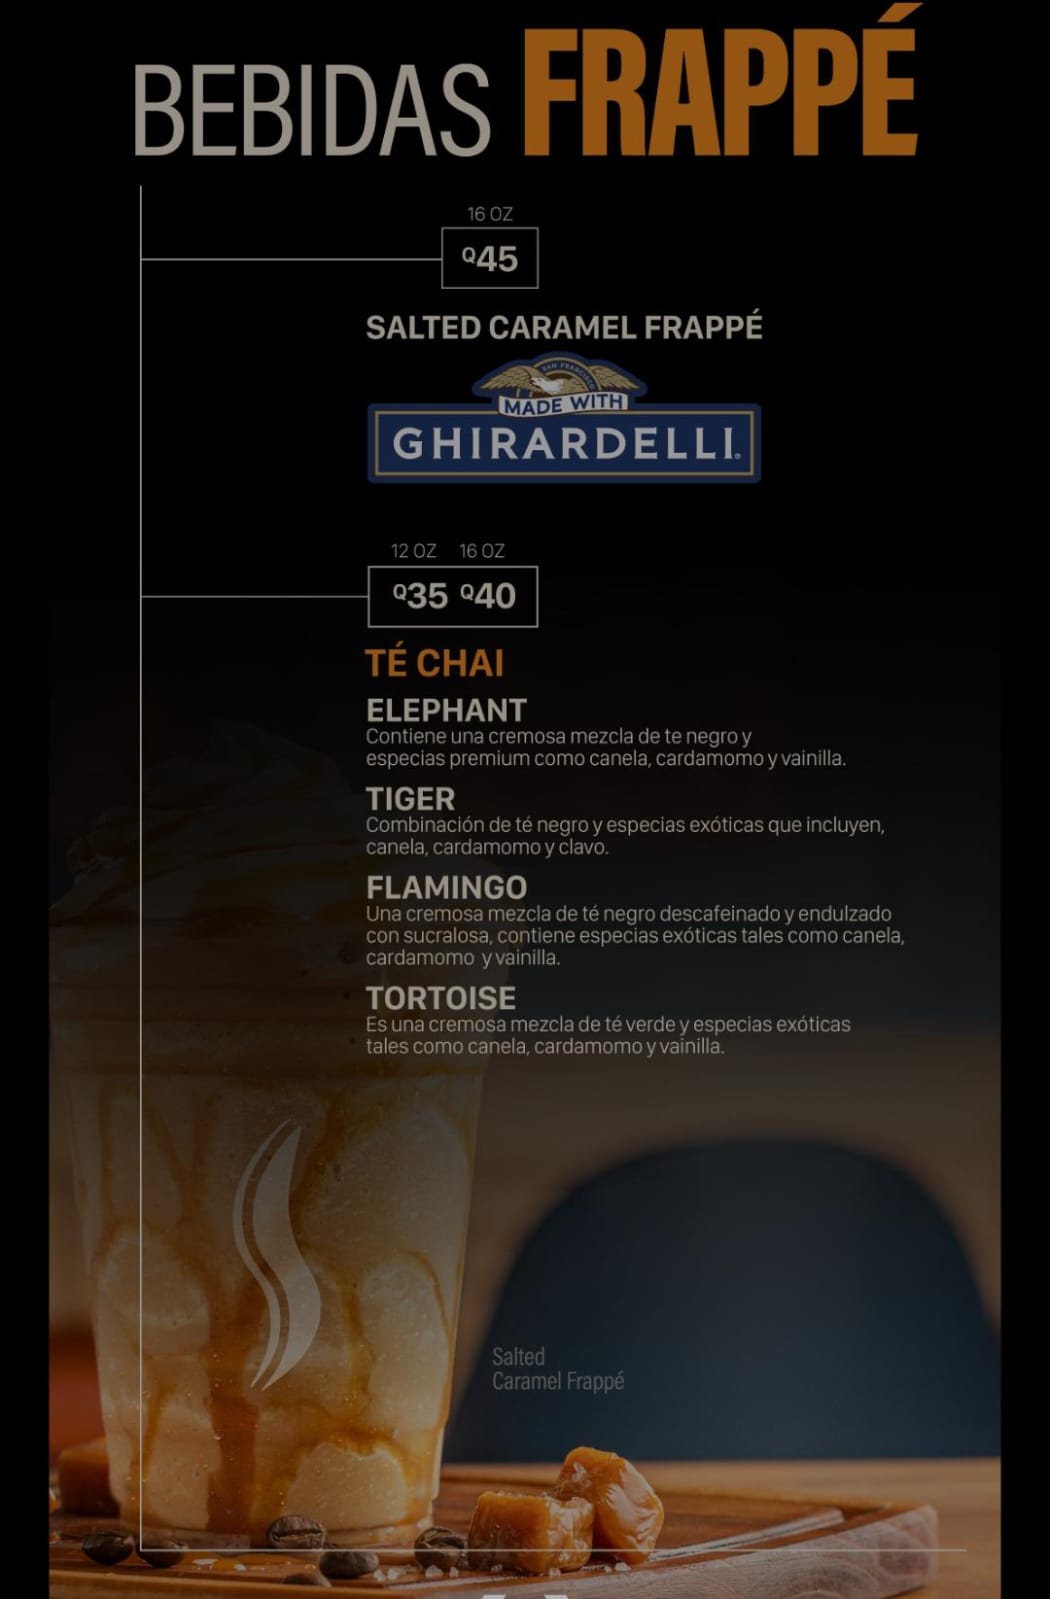 BEBIDAS FRAPPÉ
16 OZ
Q45
SALTED CARAMEL FRAPPÉ
SAN FRANCISCO
MADE WITH
GHIRARDELLI®
12 OZ 16 OZ
Q35 Q40
TÉ CHAI
ELEPHANT
Contiene una cremosa mezcla de te negro y
especias premium como canela, cardamomo y vainilla.
TIGER
Combinación de té negro y especias exóticas que incluyen,
canela, cardamomo y clavo.
FLAMINGO
Una cremosa mezcla de té negro descafeinado y endulzado
con sucralosa, contiene especias exóticas tales como canela,
cardamomo y vainilla.
TORTOISE
Es una cremosa mezcla de té verde y especias exóticas
tales como canela, cardamomo y vainilla.
Salted
Caramel Frappé